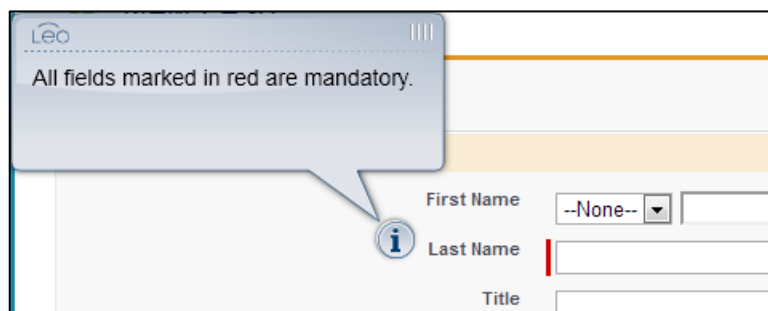 Leo
All fields marked in red are mandatory.
First Name
--None--
i
Last Name
Title